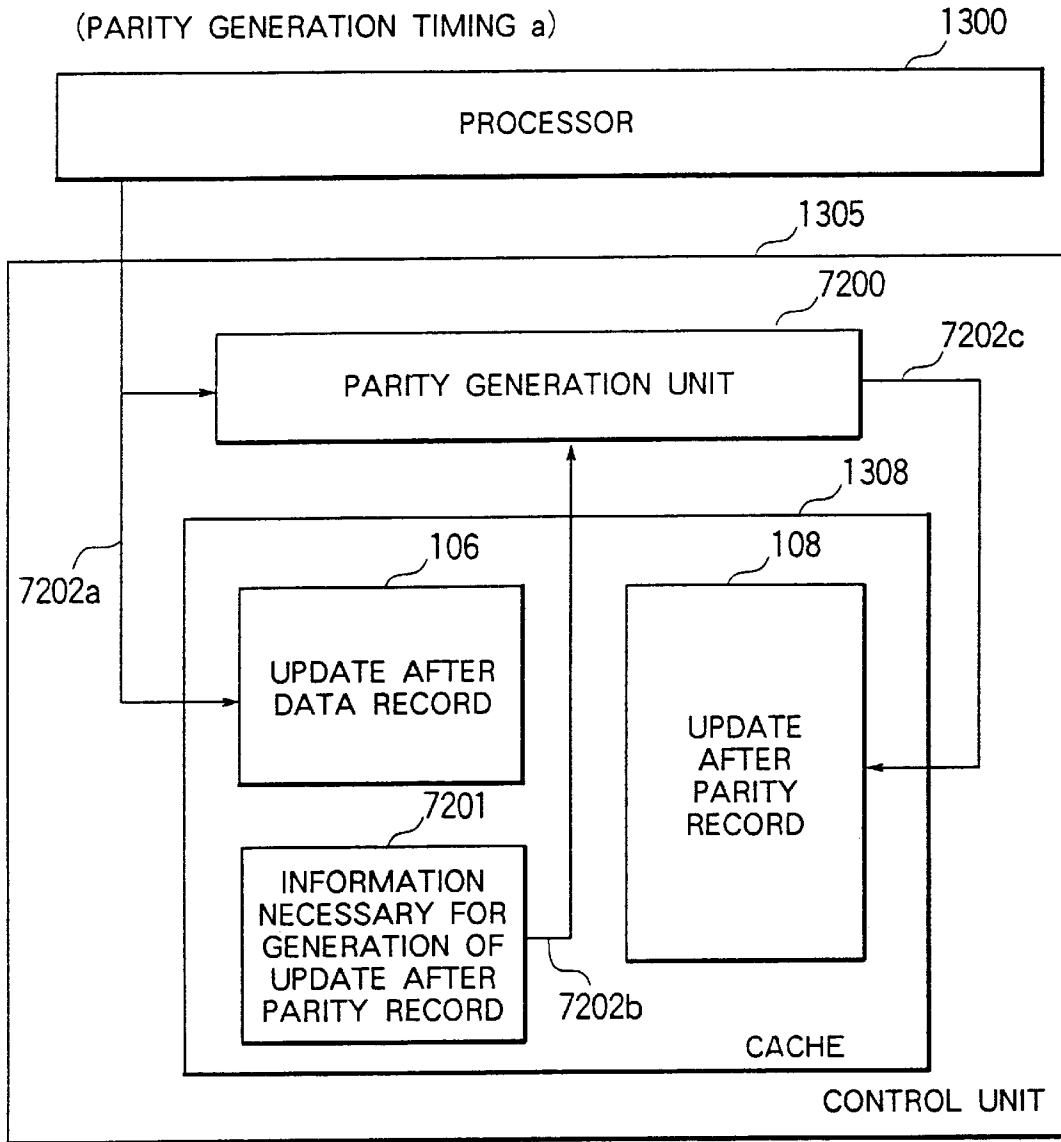 (PARITY GENERATION TIMING a)
1300
PROCESSOR
1305
7200
7202c
PARITY GENERATION UNIT
1308
106
108
7202a
UPDATE AFTER
DATA RECORD
UPDATE
AFTER
PARITY
RECORD
7201
INFORMATION
NECESSARY FOR
GENERATION OF
UPDATE AFTER
PARITY RECORD
7202b
CACHE
CONTROL UNIT